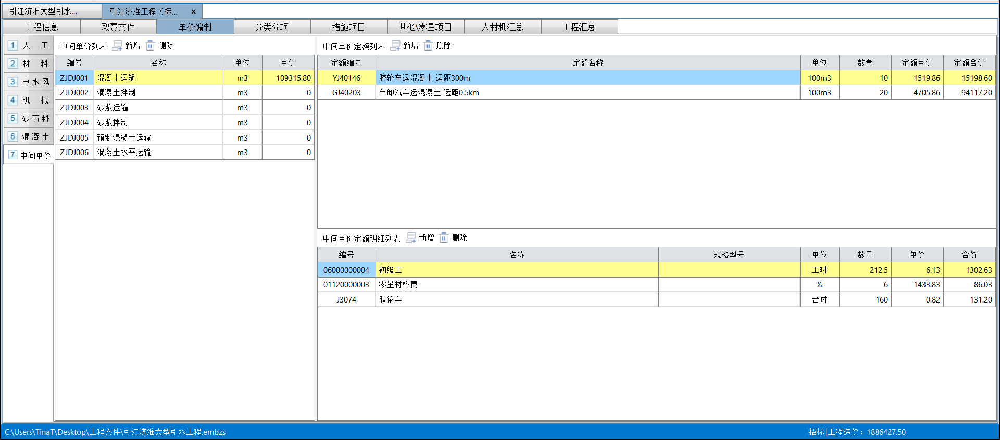 引江济淮大型引水... 引江济淮工程（标... x
工程信息 取费文件 单价编制 分类分项 措施项目 其他\零星项目 人材机汇总 工程汇总
1 人 工
2 材 料
3 电 水 风
4 机 械
5 砂 石 料
6 混 凝 土
7 中间单价
中间单价列表 新增 删除
编号 名称 单位 单价
ZJDJ001 混凝土运输 m3 109315.80
ZJDJ002 混凝土拌制 m3 0
ZJDJ003 砂浆运输 m3 0
ZJDJ004 砂浆拌制 m3 0
ZJDJ005 预制混凝土运输 m3 0
ZJDJ006 混凝土水平运输 m3 0
中间单价定额列表 新增 删除
定额编号 定额名称 单位 数量 定额单价 定额合价
YJ40146 胶轮车运混凝土 运距300m 100m3 10 1519.86 15198.60
GJ40203 自卸汽车运混凝土 运距0.5km 100m3 20 4705.86 94117.20
中间单价定额明细列表 新增 删除
编号 名称 规格型号 单位 数量 单价 合价
06000000004 初级工 工时 212.5 6.13 1302.63
01120000003 零星材料费 % 6 1433.83 86.03
J3074 胶轮车 台时 160 0.82 131.20
C:\Users\TinaT\Desktop\工程文件\引江济淮大型引水工程.embzs 招标 工程造价：1886427.50